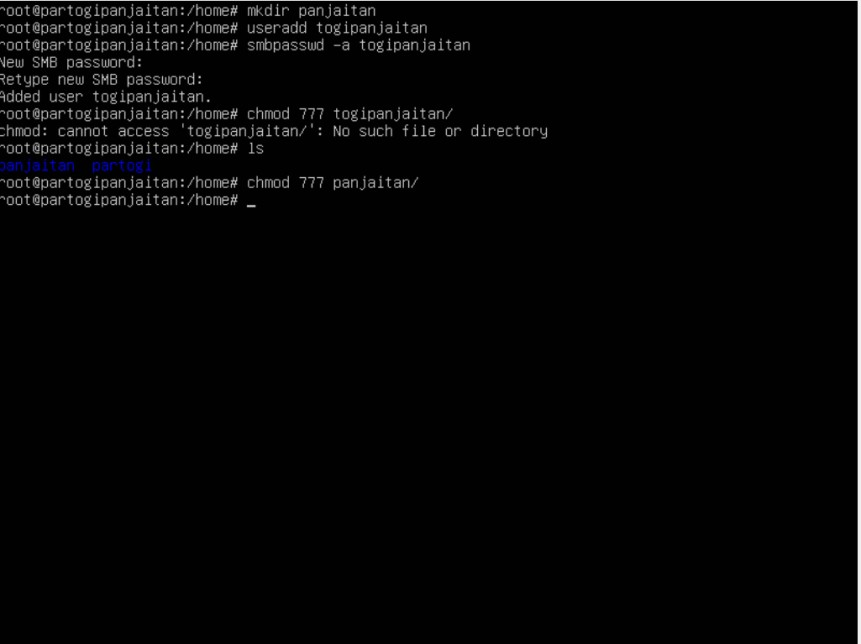 root@partogipanjaitan:/home# mkdir panjaitan
root@partogipanjaitan:/home# useradd togipanjaitan
root@partogipanjaitan:/home# smbpasswd -a togipanjaitan
New SMB password:
Retype new SMB password:
Added user togipanjaitan.
root@partogipanjaitan:/home# chmod 777 togipanjaitan/
chmod: cannot access 'togipanjaitan/': No such file or directory
root@partogipanjaitan:/home# ls
panjaitan  partogi
root@partogipanjaitan:/home# chmod 777 panjaitan/
root@partogipanjaitan:/home# _